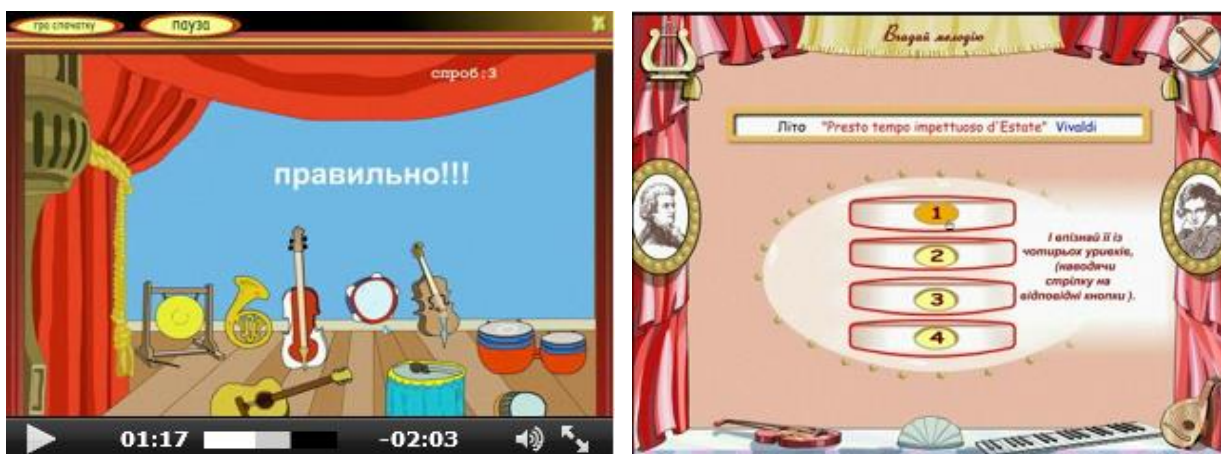 гра спочатку
пауза
спроб:3
правильно!!!
01:17
-02:03
Вгадай мелодію
Літо "Presto tempo impettuoso d'Estate" Vivaldi
1
2
3
4
І впізнай її із
чотирьох уривків,
(наводячи
стрілку на
відповідні кнопки ).